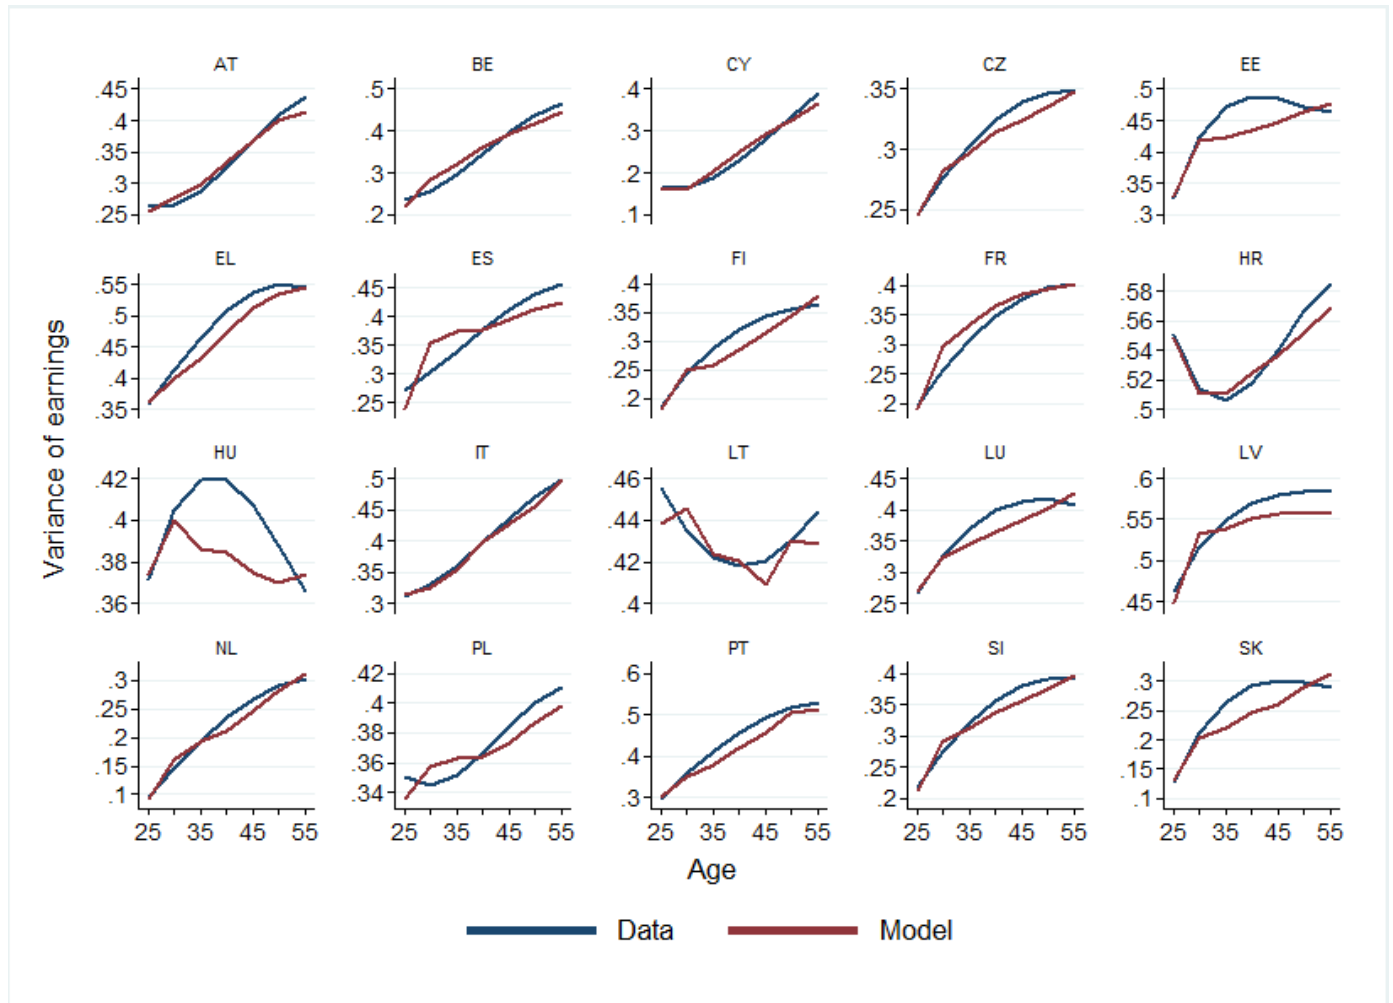 AT BE CY CZ EE
.45 .4 .35 .3 .25
.5 .4 .3 .2
.4 .3 .2 .1
.35 .3 .25
.5 .45 .4 .35 .3
EL ES FI FR HR
.55 .5 .45 .4 .35
.45 .4 .35 .3 .25
.4 .35 .3 .25 .2
.4 .35 .3 .25 .2
.58 .56 .54 .52 .5
Variance of earnings
HU IT LT LU LV
.42 .4 .38 .36
.5 .45 .4 .35 .3
.46 .44 .42 .4
.45 .4 .35 .3 .25
.6 .55 .5 .45
NL PL PT SI SK
.3 .25 .2 .15 .1
.42 .4 .38 .36 .34
.6 .5 .4 .3
.4 .35 .3 .25 .2
.3 .25 .2 .15 .1
25 35 45 55 25 35 45 55 25 35 45 55 25 35 45 55 25 35 45 55
Age
Data Model